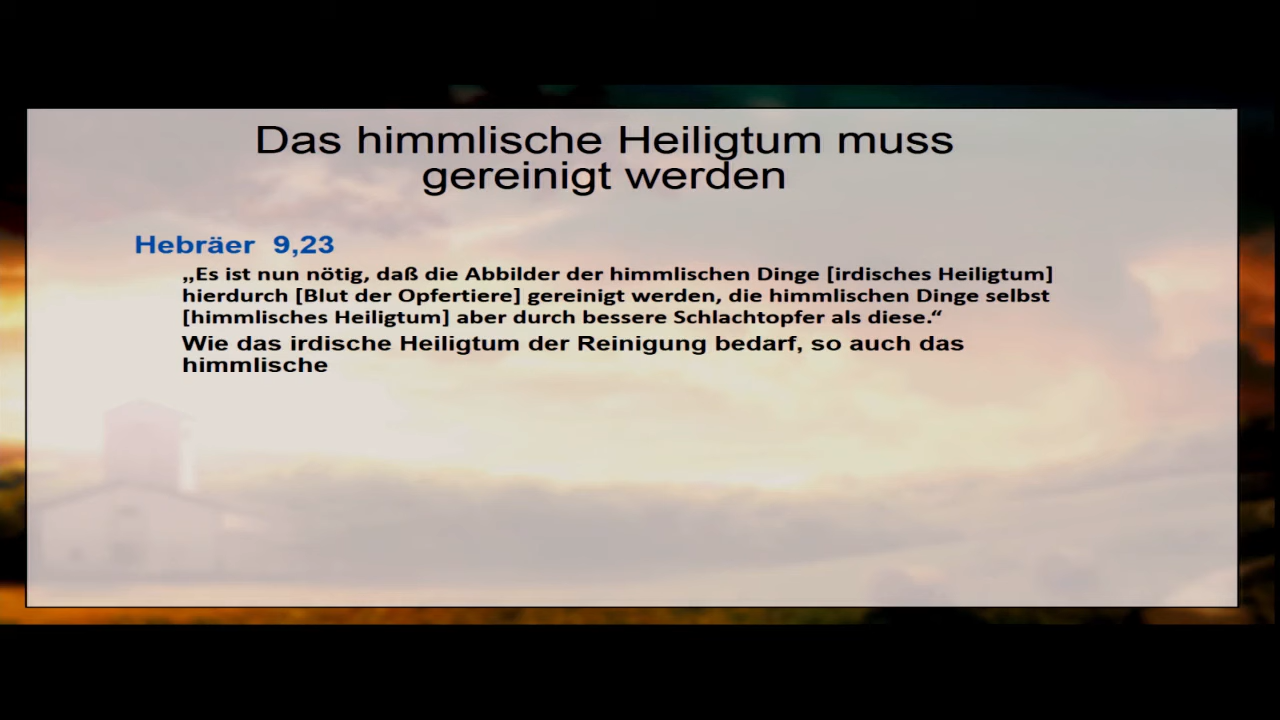 Das himmlische Heiligtum muss
gereinigt werden
Hebräer 9,23
„Es ist nun nötig, daß die Abbilder der himmlischen Dinge [irdisches Heiligtum]
hierdurch [Blut der Opfertiere] gereinigt werden, die himmlischen Dinge selbst
[himmlisches Heiligtum] aber durch bessere Schlachtopfer als diese.“
Wie das irdische Heiligtum der Reinigung bedarf, so auch das
himmlische